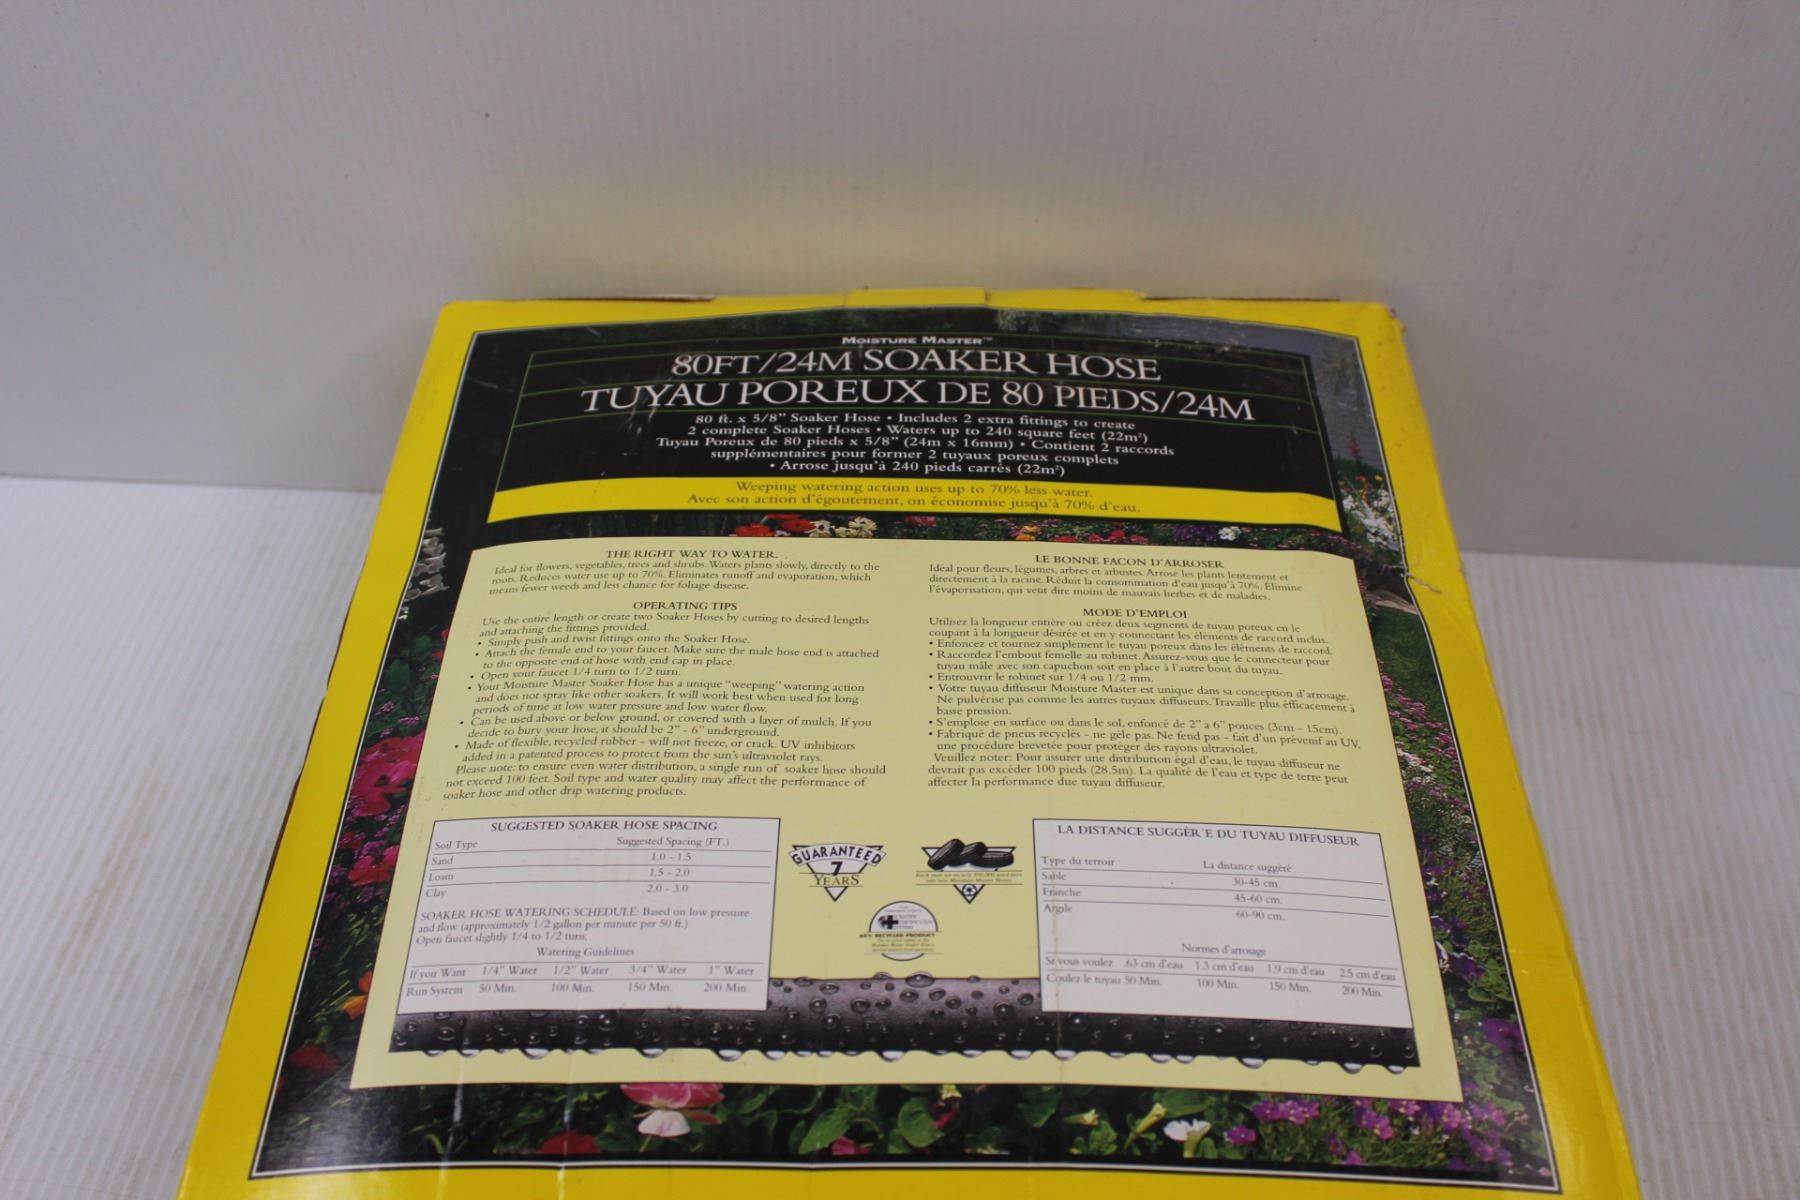 MOISTURE MASTER™
80FT/24M SOAKER HOSE
TUYAU POREUX DE 80 PIEDS/24M
80 ft. x 5/8" Soaker Hose • Includes 2 extra fittings to create
2 complete Soaker Hoses • Waters up to 240 square feet (22m²)
Tuyau Poreux de 80 pieds x 5/8" (24m x 16mm) • Contient 2 raccords
supplémentaires pour former 2 tuyaux poreux complets
• Arrose jusqu'à 240 pieds carrés (22m²)
Weeping watering action uses up to 70% less water.
Avec son action d'égoutement, on économise jusqu'à 70% d'eau.
THE RIGHT WAY TO WATER.
Ideal for flowers, vegetables, trees and shrubs. Waters plants slowly, directly to the
roots. Reduces water use up to 70%. Eliminates runoff and evaporation, which
means fewer weeds and less chance for foliage disease.
OPERATING TIPS
Use the entire length or create two Soaker Hoses by cutting to desired lengths
and attaching the fittings provided.
• Simply push and twist fittings onto the Soaker Hose.
• Attach the female end to your faucet. Make sure the male hose end is attached
to the opposite end of hose with end cap in place.
• Open your faucet 1/4 turn to 1/2 turn.
• Your Moisture Master Soaker Hose has a unique "weeping" watering action
and does not spray like other soakers. It will work best when used for long
periods of time at low water pressure and low water flow.
• Can be used above or below ground, or covered with a layer of mulch. If you
decide to bury your hose, it should be 2" - 6" underground.
• Made of flexible, recycled rubber - will not freeze, or crack. UV inhibitors
added in a patented process to protect from the sun's ultraviolet rays.
Please note: to ensure even water distribution, a single run of soaker hose should
not exceed 100 feet. Soil type and water quality may affect the performance of
soaker hose and other drip watering products.
LE BONNE FACON D'ARROSER
Idéal pour fleurs, légumes, arbres et arbustes. Arrose les plants lentement et
directement à la racine. Réduit la consommation d'eau jusqu'à 70%. Elimine
l'évaporision, qui veut dire moins de mauvais herbes et de maladies.
MODE D'EMPLOI
Utilisez la longueur entière ou créez deux segments de tuyau poreux en le
coupant à la longueur désirée et en y connectant les éléments de raccord inclus.
• Enfoncez et tournez simplement le tuyau poreux dans les éléments de raccord.
• Raccordez l'embout femelle au robinet. Assurez-vous que le connecteur pour
tuyau mâle avec son capuchon soit en place à l'autre bout du tuyau.
• Entrouvrir le robinet sur 1/4 ou 1/2 mm.
• Votre tuyau diffuseur Moisture Master est unique dans sa conception d'arrosage.
Ne pulvérise pas comme les autres tuyaux diffuseurs. Travaille plus éfficacement à
basse pression.
• S'emploie en surface ou dans le sol, enfoncé de 2" a 6" pouces (3cm - 15cm).
• Fabriqué de pneus recyclés - ne gèle pas. Ne fend pas - fait d'un prévenif au UV,
une procédure brevetée pour protéger des rayons ultraviolet.
Veuillez noter: Pour assurer une distribution égal d'eau, le tuyau diffuseur ne
devrait pas excéder 100 pieds (28.5m). La qualité de l'eau et type de terre peut
affecter la performance due tuyau diffuseur.
SUGGESTED SOAKER HOSE SPACING
Soil Type Suggested Spacing (FT.)
Sand 1.0 - 1.5
Loam 1.5 - 2.0
Clay 2.0 - 3.0
SOAKER HOSE WATERING SCHEDULE: Based on low pressure
and flow (approximately 1/2 gallon per minute per 50 ft.)
Open faucet slightly 1/4 to 1/2 turn.
Watering Guidelines
If you Want 1/4" Water 1/2" Water 3/4" Water 1" Water
Run System 50 Min. 100 Min. 150 Min. 200 Min.
GUARANTEED
7
YEARS
85% RECYCLED PRODUCT
LA DISTANCE SUGGÈR'E DU TUYAU DIFFUSEUR
Type du terroir La distance suggèré
Sable 30-45 cm.
Franche 45-60 cm.
Argile 60-90 cm.
Normes d'arrosage
Si vous voulez .63 cm d'eau 1.3 cm d'eau 1.9 cm d'eau 2.5 cm d'eau
Coulez le tuyau 50 Min. 100 Min. 150 Min. 200 Min.